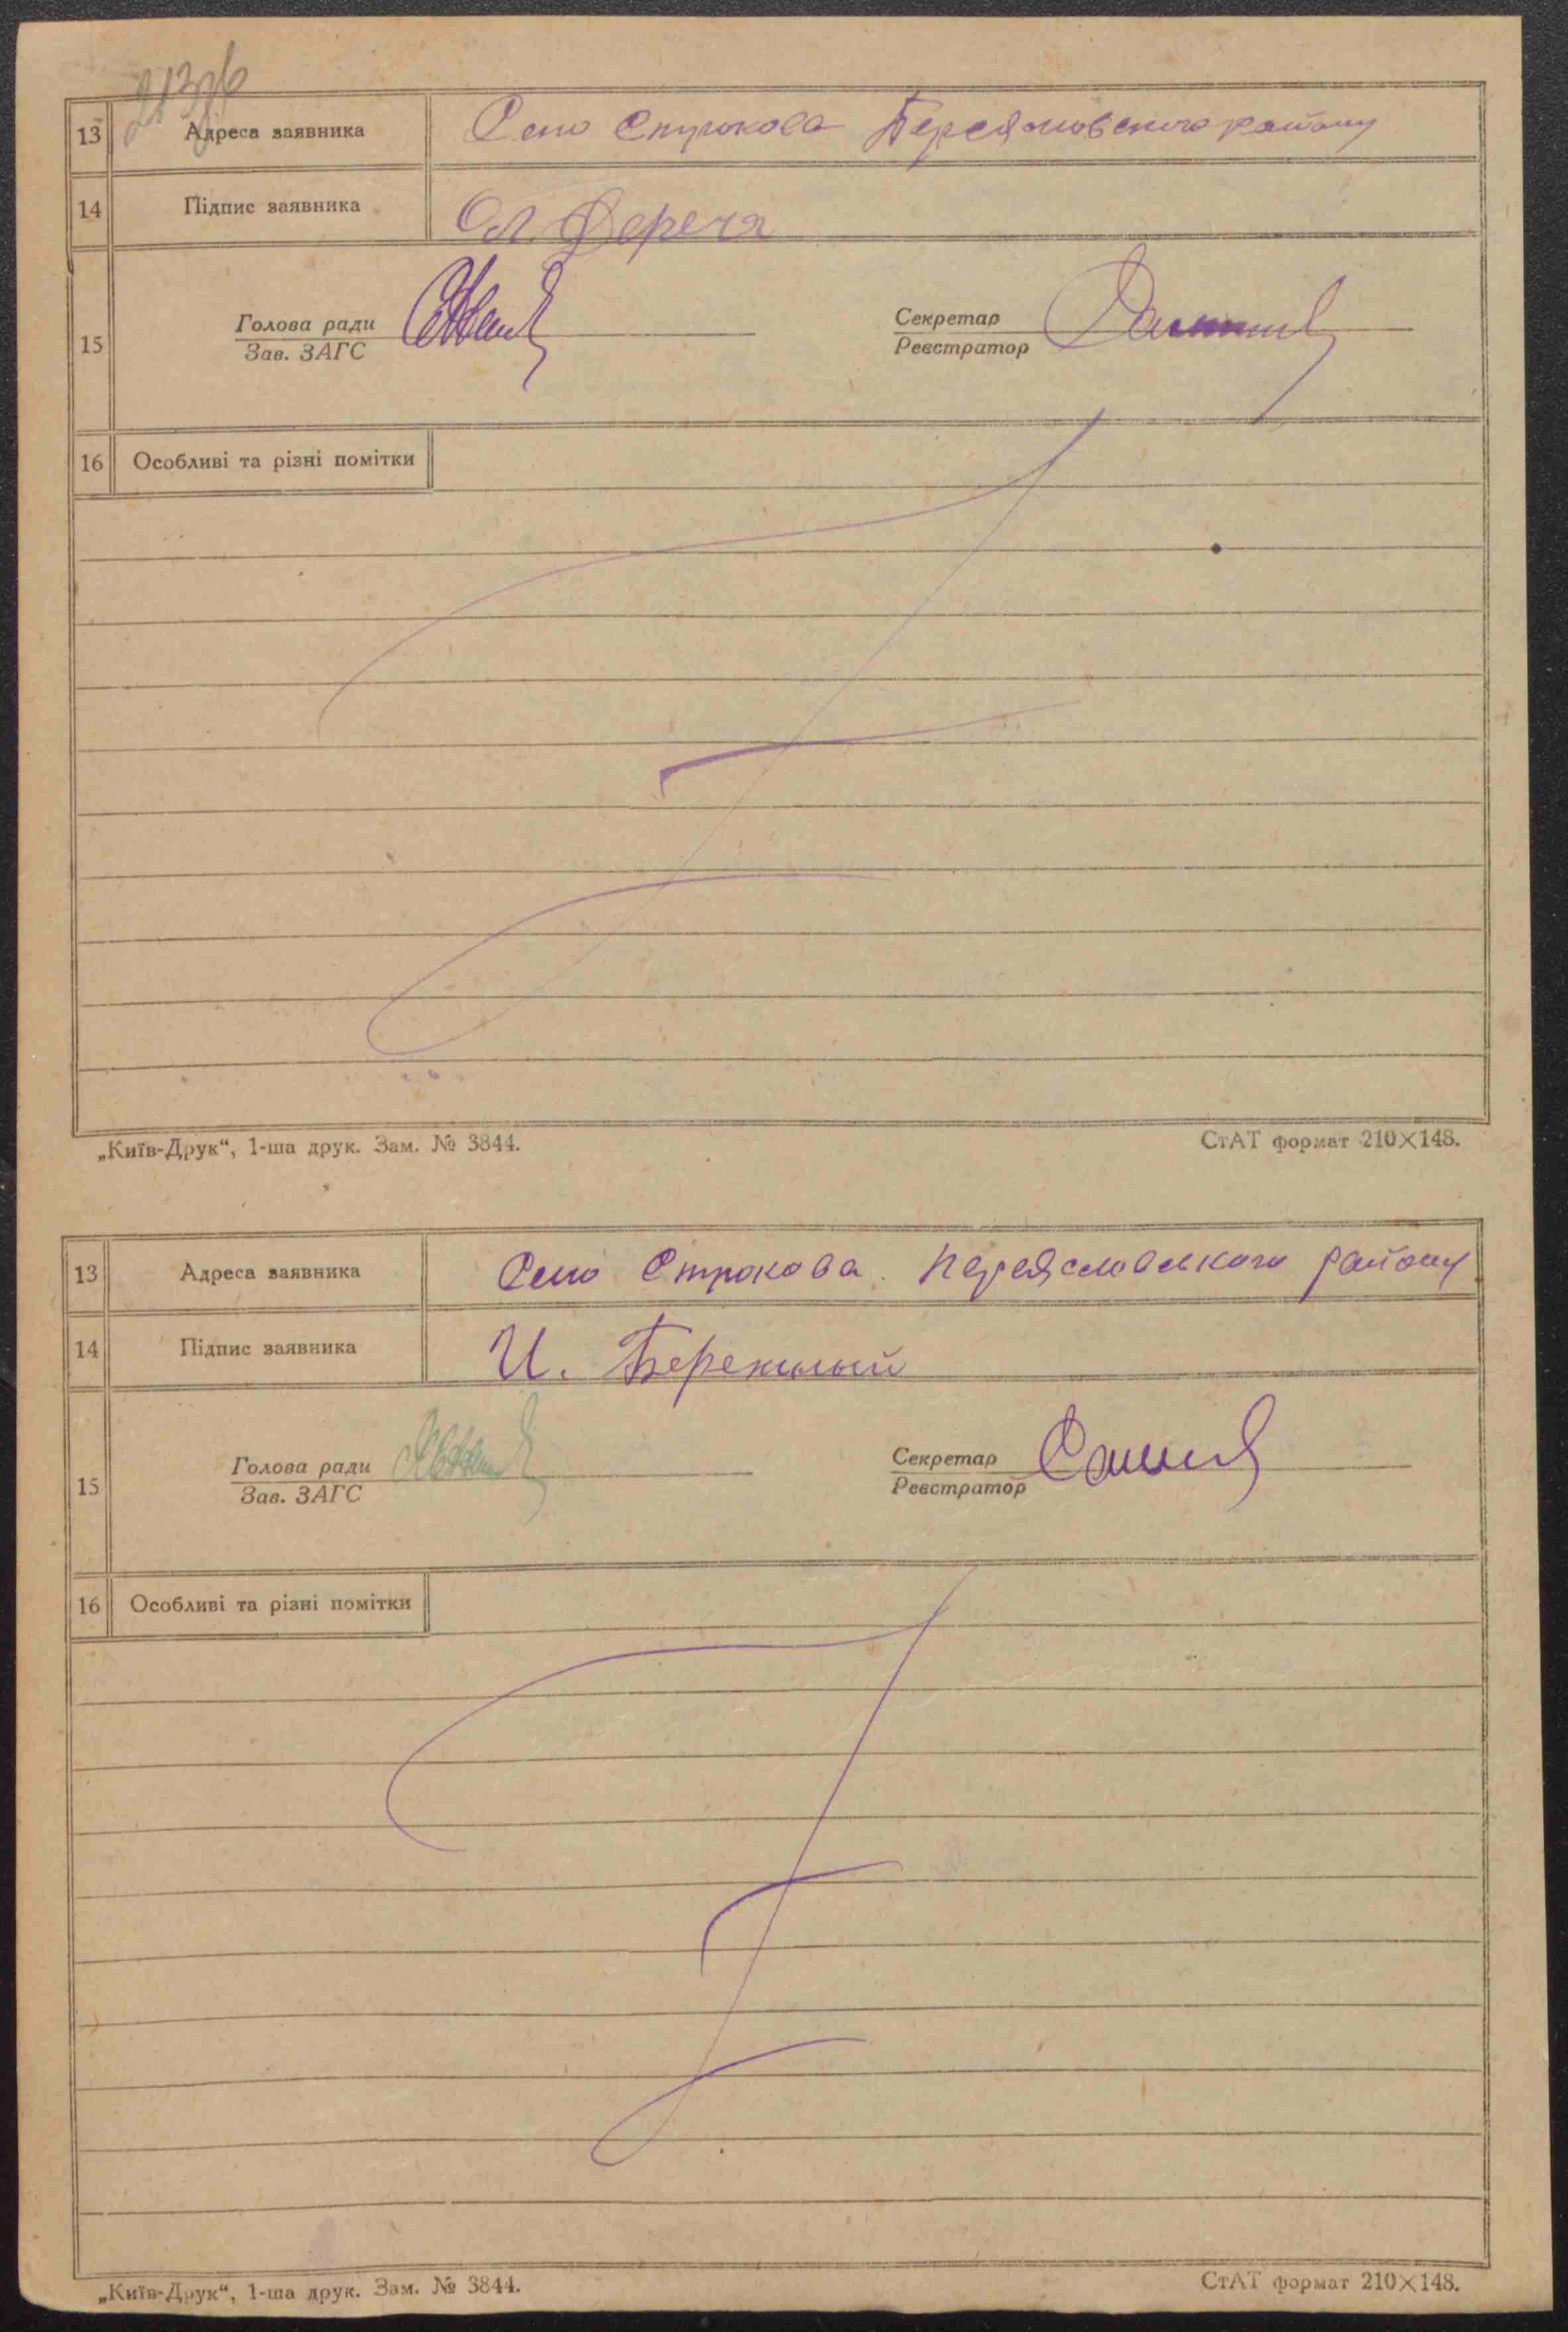 13 Адреса заявника Село Строкова Переяславського району
14 Підпис заявника Ол. Дереча
15 Голова ради Секретар
Зав. ЗАГС Реєстратор
16 Особливі та різні помітки
„Київ-Друк“, 1-ша друк. Зам. № 3844. СтАТ формат 210×148.
13 Адреса заявника Село Строкова Переяславського району
14 Підпис заявника И. Бережный
15 Голова ради Секретар
Зав. ЗАГС Реєстратор
16 Особливі та різні помітки
„Київ-Друк“, 1-ша друк. Зам. № 3844. СтАТ формат 210×148.